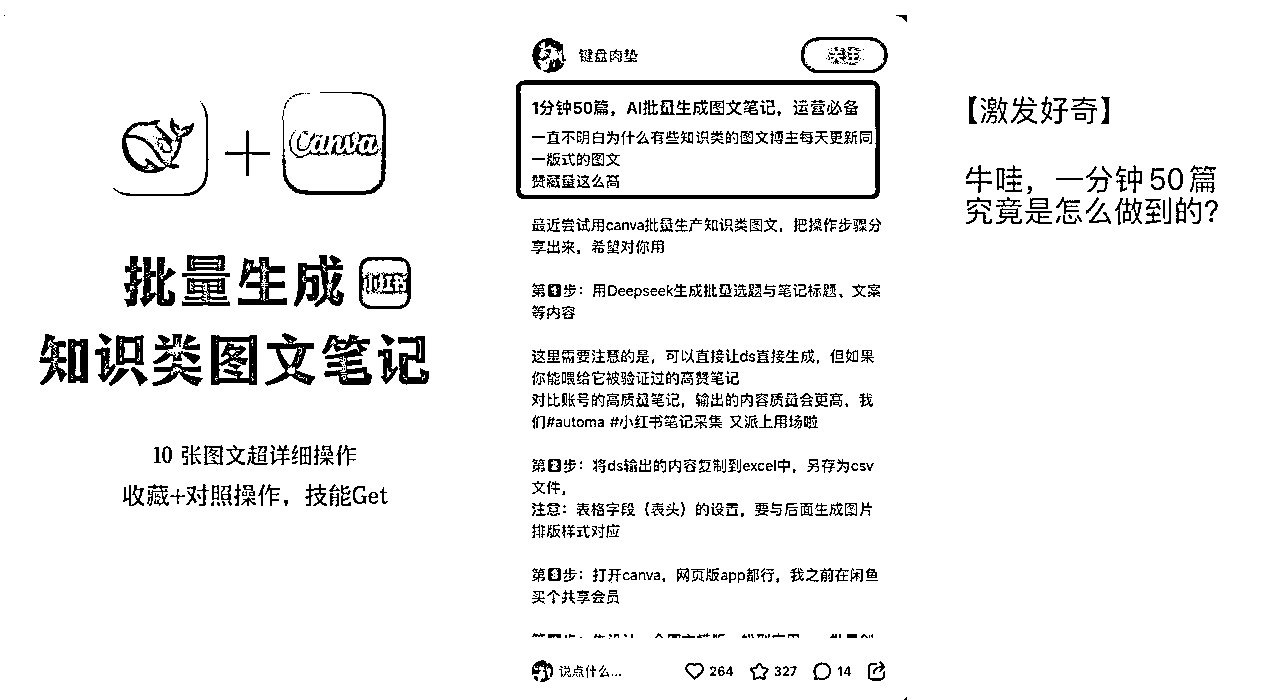 Canva
批量生成
知识类图文笔记
10 张图文超详细操作
收藏+对照操作，技能Get
键盘肉垫
关注
1分钟50篇，AI批量生成图文笔记，运营必备
一直不明白为什么有些知识类的图文博主每天更新同
一版式的图文
赞藏量这么高
最近尝试用canva批量生产知识类图文，把操作步骤分
享出来，希望对你用
第1步：用Deepseek生成批量选题与笔记标题、文案
等内容
这里需要注意的是，可以直接让ds直接生成，但如果
你能喂给它被验证过的高赞笔记
对比账号的高质量笔记，输出的内容质量会更高，我
们#automa #小红书笔记采集 又派上用场啦
第2步：将ds输出的内容复制到excel中，另存为csv
文件，
注意：表格字段（表头）的设置，要与后面生成图片
排版样式对应
第3步：打开canva，网页版app都行，我之前在闲鱼
买个共享会员
说点什么...
264
327
14
【激发好奇】
牛哇，一分钟50篇
究竟是怎么做到的?